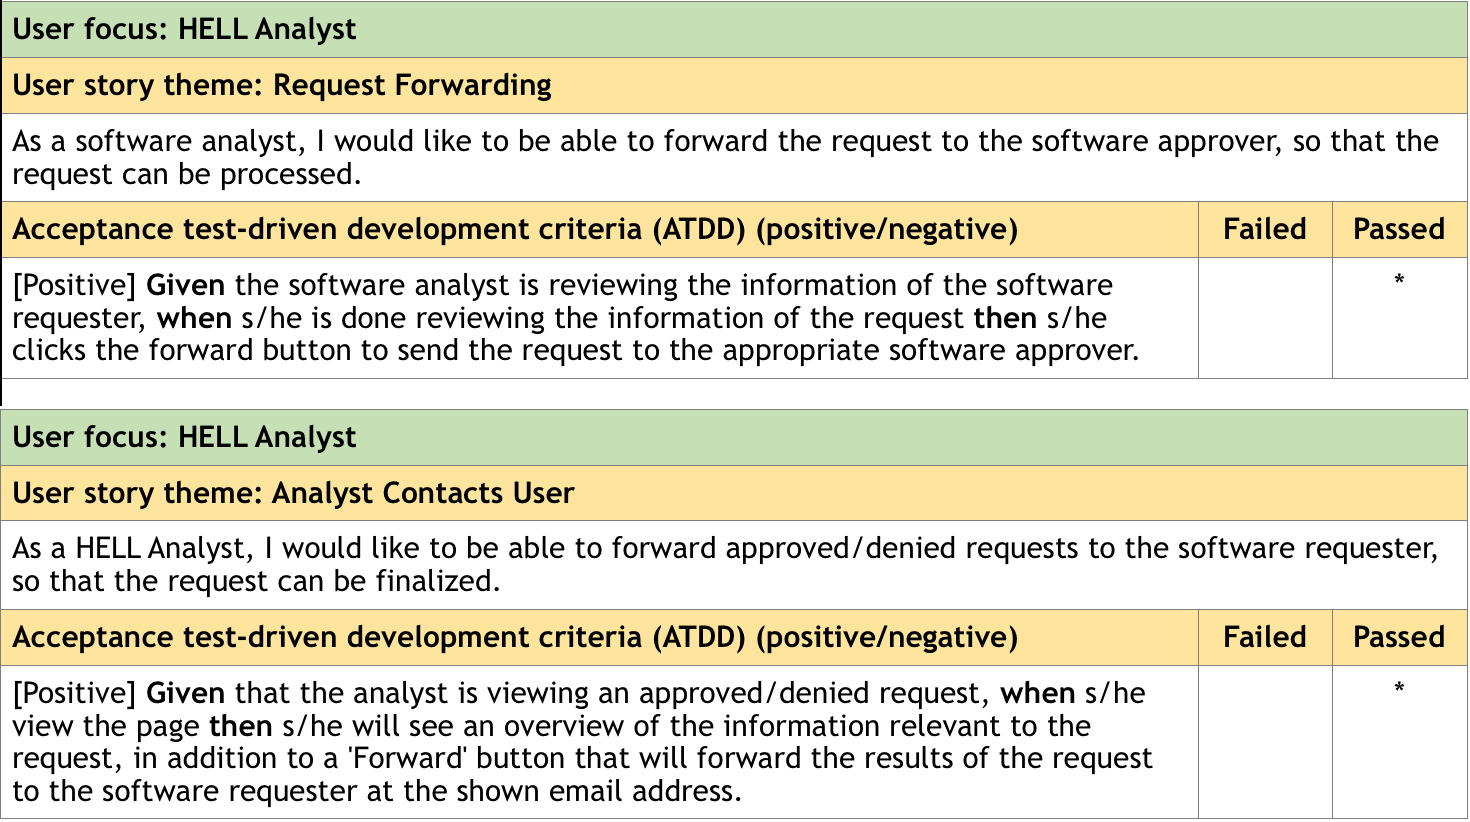 User focus: HELL Analyst
User story theme: Request Forwarding
As a software analyst, I would like to be able to forward the request to the software approver, so that the
request can be processed.
Acceptance test-driven development criteria (ATDD) (positive/negative) Failed Passed
[Positive] Given the software analyst is reviewing the information of the software *
requester, when s/he is done reviewing the information of the request then s/he
clicks the forward button to send the request to the appropriate software approver.
User focus: HELL Analyst
User story theme: Analyst Contacts User
As a HELL Analyst, I would like to be able to forward approved/denied requests to the software requester,
so that the request can be finalized.
Acceptance test-driven development criteria (ATDD) (positive/negative) Failed Passed
[Positive] Given that the analyst is viewing an approved/denied request, when s/he *
view the page then s/he will see an overview of the information relevant to the
request, in addition to a 'Forward' button that will forward the results of the request
to the software requester at the shown email address.